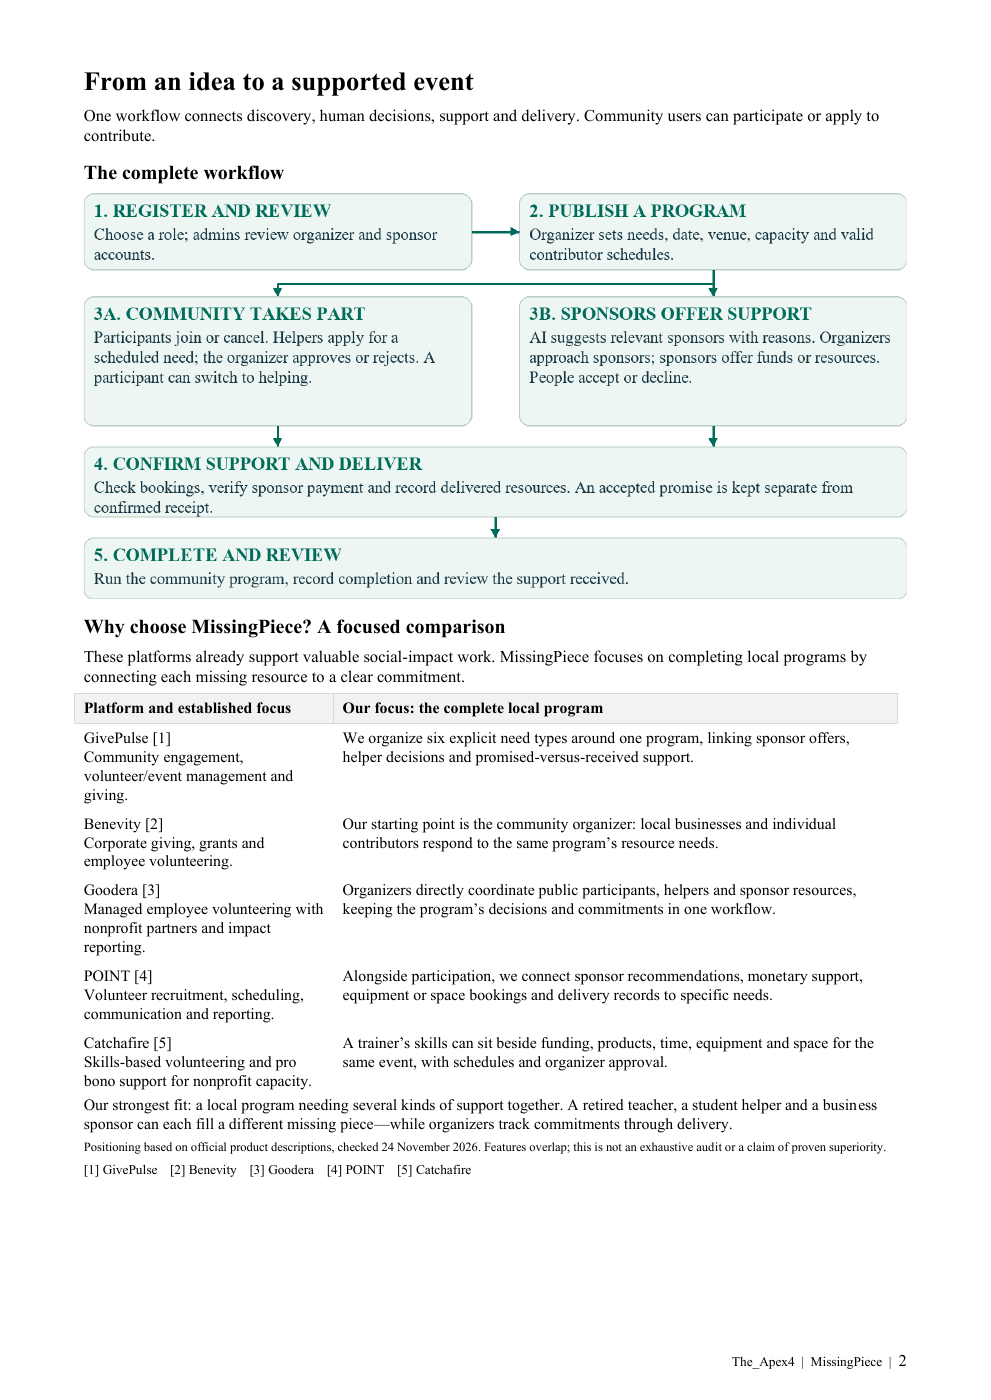 From an idea to a supported event
One workflow connects discovery, human decisions, support and delivery. Community users can participate or apply to
contribute.
The complete workflow
1. REGISTER AND REVIEW
Choose a role; admins review organizer and sponsor
accounts.
2. PUBLISH A PROGRAM
Organizer sets needs, date, venue, capacity and valid
contributor schedules.
3A. COMMUNITY TAKES PART
Participants join or cancel. Helpers apply for a
scheduled need; the organizer approves or rejects. A
participant can switch to helping.
3B. SPONSORS OFFER SUPPORT
AI suggests relevant sponsors with reasons. Organizers
approach sponsors; sponsors offer funds or resources.
People accept or decline.
4. CONFIRM SUPPORT AND DELIVER
Check bookings, verify sponsor payment and record delivered resources. An accepted promise is kept separate from
confirmed receipt.
5. COMPLETE AND REVIEW
Run the community program, record completion and review the support received.
Why choose MissingPiece? A focused comparison
These platforms already support valuable social-impact work. MissingPiece focuses on completing local programs by
connecting each missing resource to a clear commitment.
Platform and established focus
Our focus: the complete local program
GivePulse [1]
Community engagement,
volunteer/event management and
giving.
We organize six explicit need types around one program, linking sponsor offers,
helper decisions and promised-versus-received support.
Benevity [2]
Corporate giving, grants and
employee volunteering.
Our starting point is the community organizer: local businesses and individual
contributors respond to the same program's resource needs.
Goodera [3]
Managed employee volunteering with
nonprofit partners and impact
reporting.
Organizers directly coordinate public participants, helpers and sponsor resources,
keeping the program's decisions and commitments in one workflow.
POINT [4]
Volunteer recruitment, scheduling,
communication and reporting.
Alongside participation, we connect sponsor recommendations, monetary support,
equipment or space bookings and delivery records to specific needs.
Catchafire [5]
Skills-based volunteering and pro
bono support for nonprofit capacity.
A trainer's skills can sit beside funding, products, time, equipment and space for the
same event, with schedules and organizer approval.
Our strongest fit: a local program needing several kinds of support together. A retired teacher, a student helper and a business
sponsor can each fill a different missing piece—while organizers track commitments through delivery.
Positioning based on official product descriptions, checked 24 November 2026. Features overlap; this is not an exhaustive audit or a claim of proven superiority.
[1] GivePulse [2] Benevity [3] Goodera [4] POINT [5] Catchafire
The_Apex4 | MissingPiece | 2